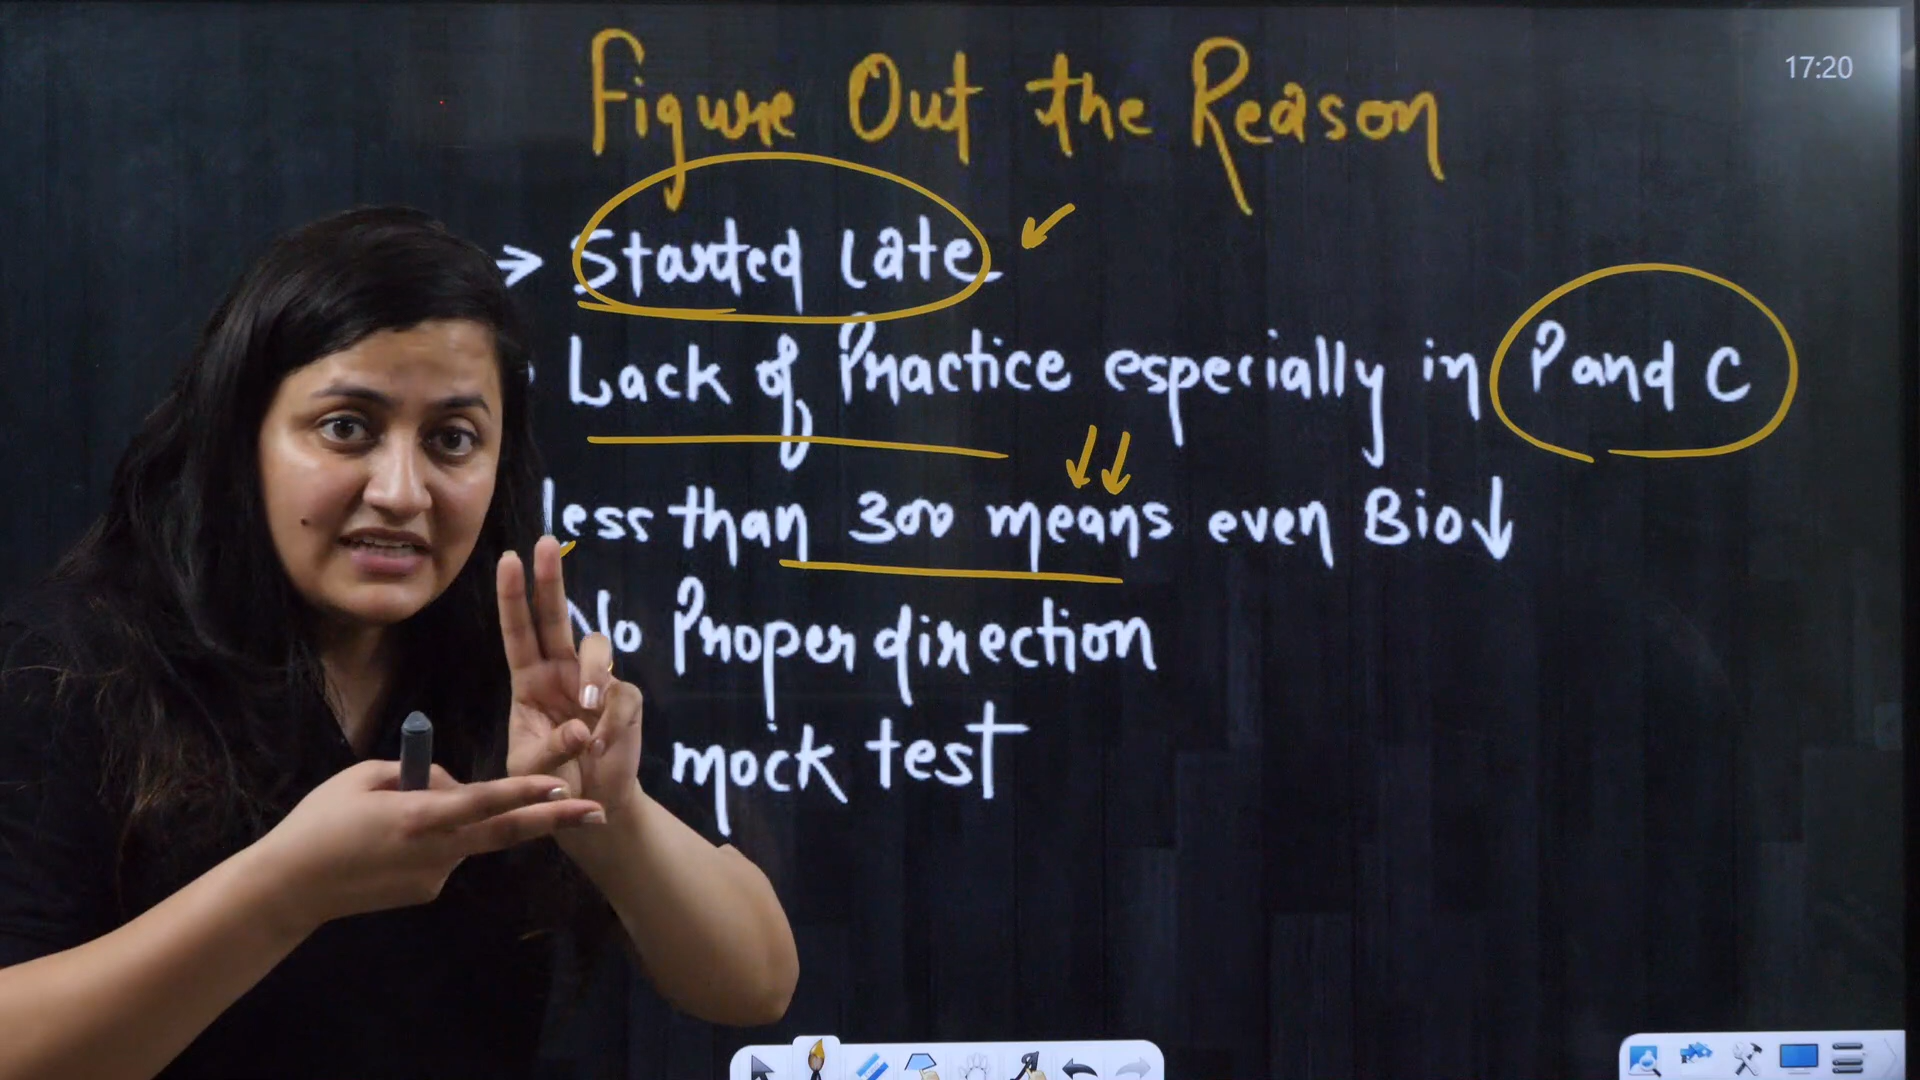 17:20
Figure Out the Reason
→ Started Late
Lack of Practice especially in P and C
less than 300 means even Bio↓
No Proper direction
mock test